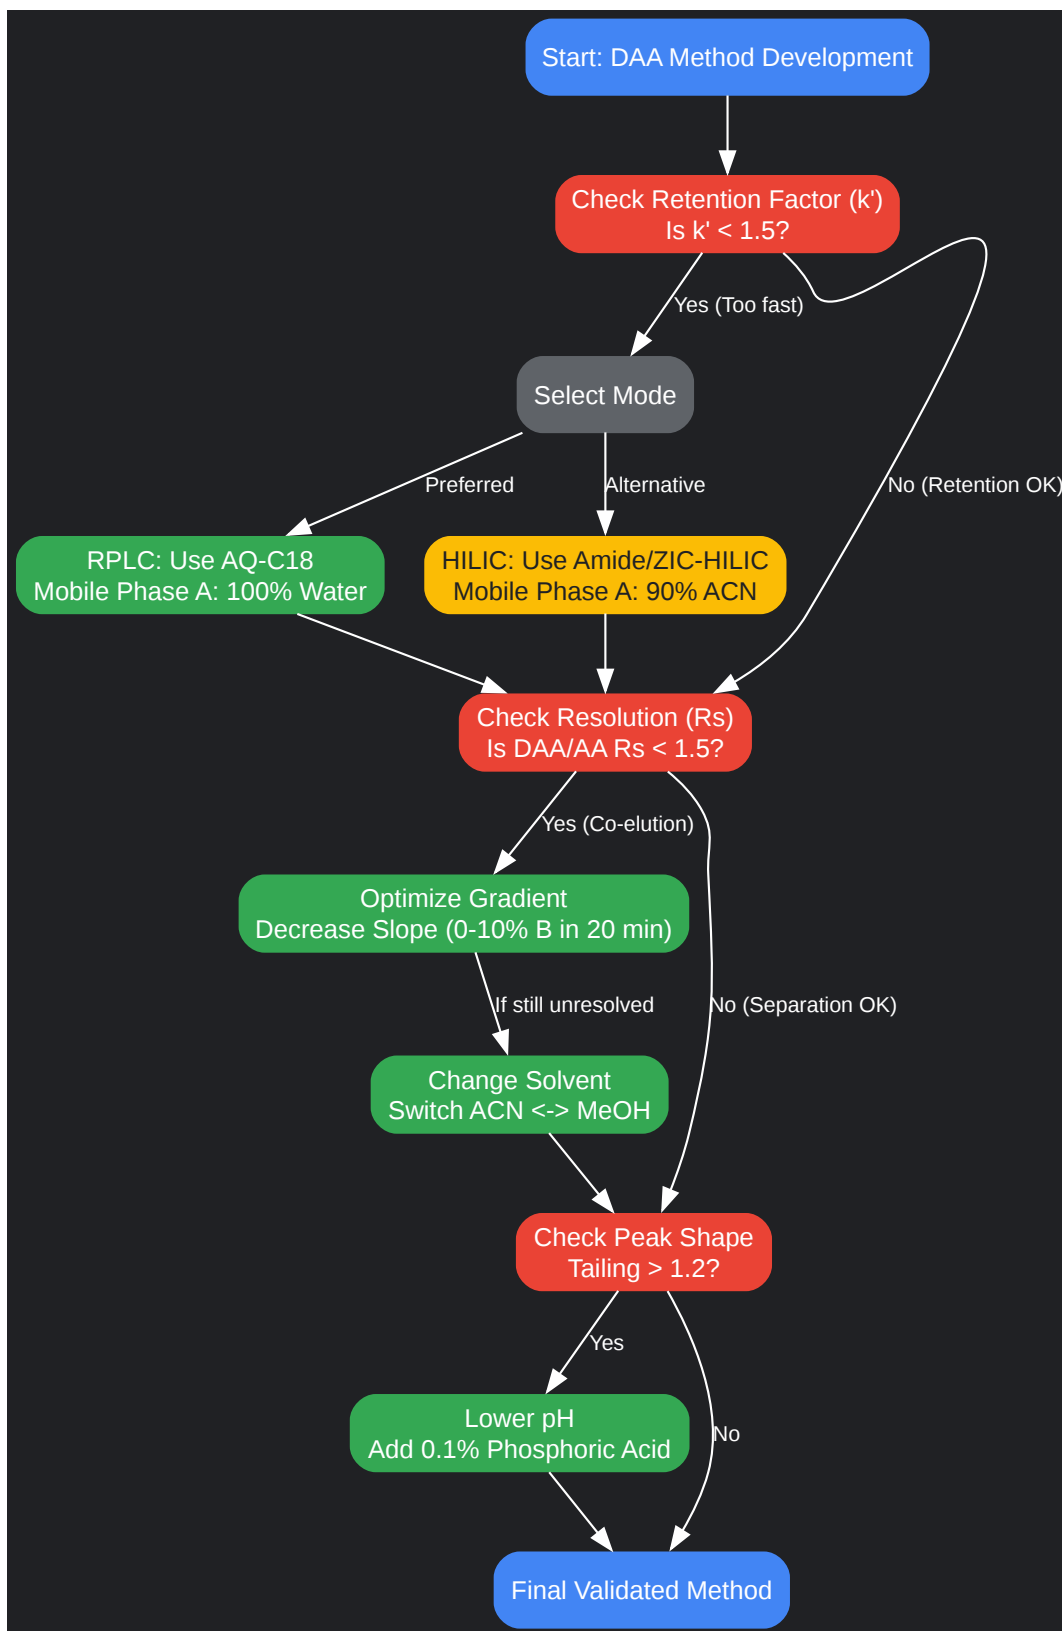 Start: DAA Method Development
Check Retention Factor (k')
Is k' < 1.5?
Yes (Too fast)
Select Mode
Preferred
Alternative
No (Retention OK)
RPLC: Use AQ-C18
Mobile Phase A: 100% Water
HILIC: Use Amide/ZIC-HILIC
Mobile Phase A: 90% ACN
Check Resolution (Rs)
Is DAA/AA Rs < 1.5?
Yes (Co-elution)
Optimize Gradient
Decrease Slope (0-10% B in 20 min)
If still unresolved
No (Separation OK)
Change Solvent
Switch ACN <-> MeOH
Check Peak Shape
Tailing > 1.2?
Yes
Lower pH
Add 0.1% Phosphoric Acid
No
Final Validated Method